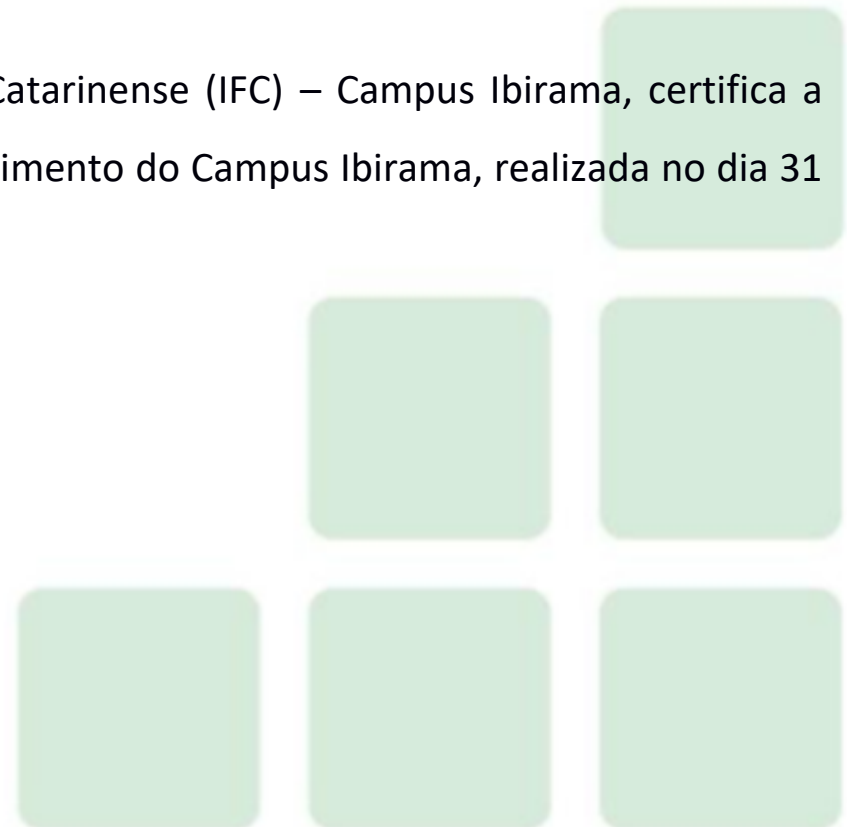 Catarinense (IFC) – Campus Ibirama, certifica a
imento do Campus Ibirama, realizada no dia 31